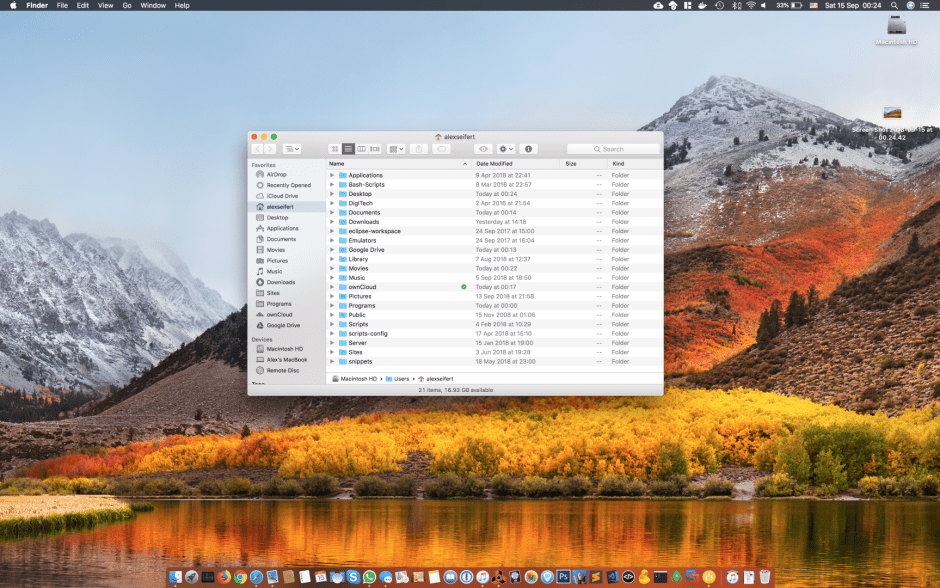 Finder File Edit View Go Window Help 33% Sat 15 Sep 00:24
Macintosh HD
Screen Shot 2018-09-15 at
00.24.42
alexseifert
Search
Favorites
AirDrop
Recently Opened
iCloud Drive
alexseifert
Desktop
Applications
Documents
Movies
Pictures
Music
Downloads
Sites
Programs
ownCloud
Google Drive
Devices
Macintosh HD
Alex's MacBook
Remote Disc
Name Date Modified Size Kind
Applications 9 Apr 2018 at 22:41 -- Folder
Bash-Scripts 8 Mar 2016 at 22:57 -- Folder
Desktop Today at 00:24 -- Folder
DigiTech 2 Apr 2016 at 21:54 -- Folder
Documents Today at 00:14 -- Folder
Downloads Yesterday at 14:18 -- Folder
eclipse-workspace 24 Sep 2017 at 15:00 -- Folder
Emulators 24 Sep 2017 at 16:04 -- Folder
Google Drive Today at 00:13 -- Folder
Library 7 Aug 2018 at 12:37 -- Folder
Movies Today at 00:22 -- Folder
Music 5 Sep 2018 at 18:50 -- Folder
ownCloud Today at 00:17 -- Folder
Pictures 13 Sep 2018 at 21:58 -- Folder
Programs Today at 00:00 -- Folder
Public 15 Nov 2008 at 01:06 -- Folder
Scripts 4 Feb 2018 at 10:29 -- Folder
scripts-config 17 Apr 2018 at 15:10 -- Folder
Server 15 Jan 2018 at 19:00 -- Folder
Sites 3 Jun 2018 at 19:28 -- Folder
snippets 16 May 2018 at 23:00 -- Folder
Macintosh HD › Users › alexseifert
21 items, 16.93 GB available